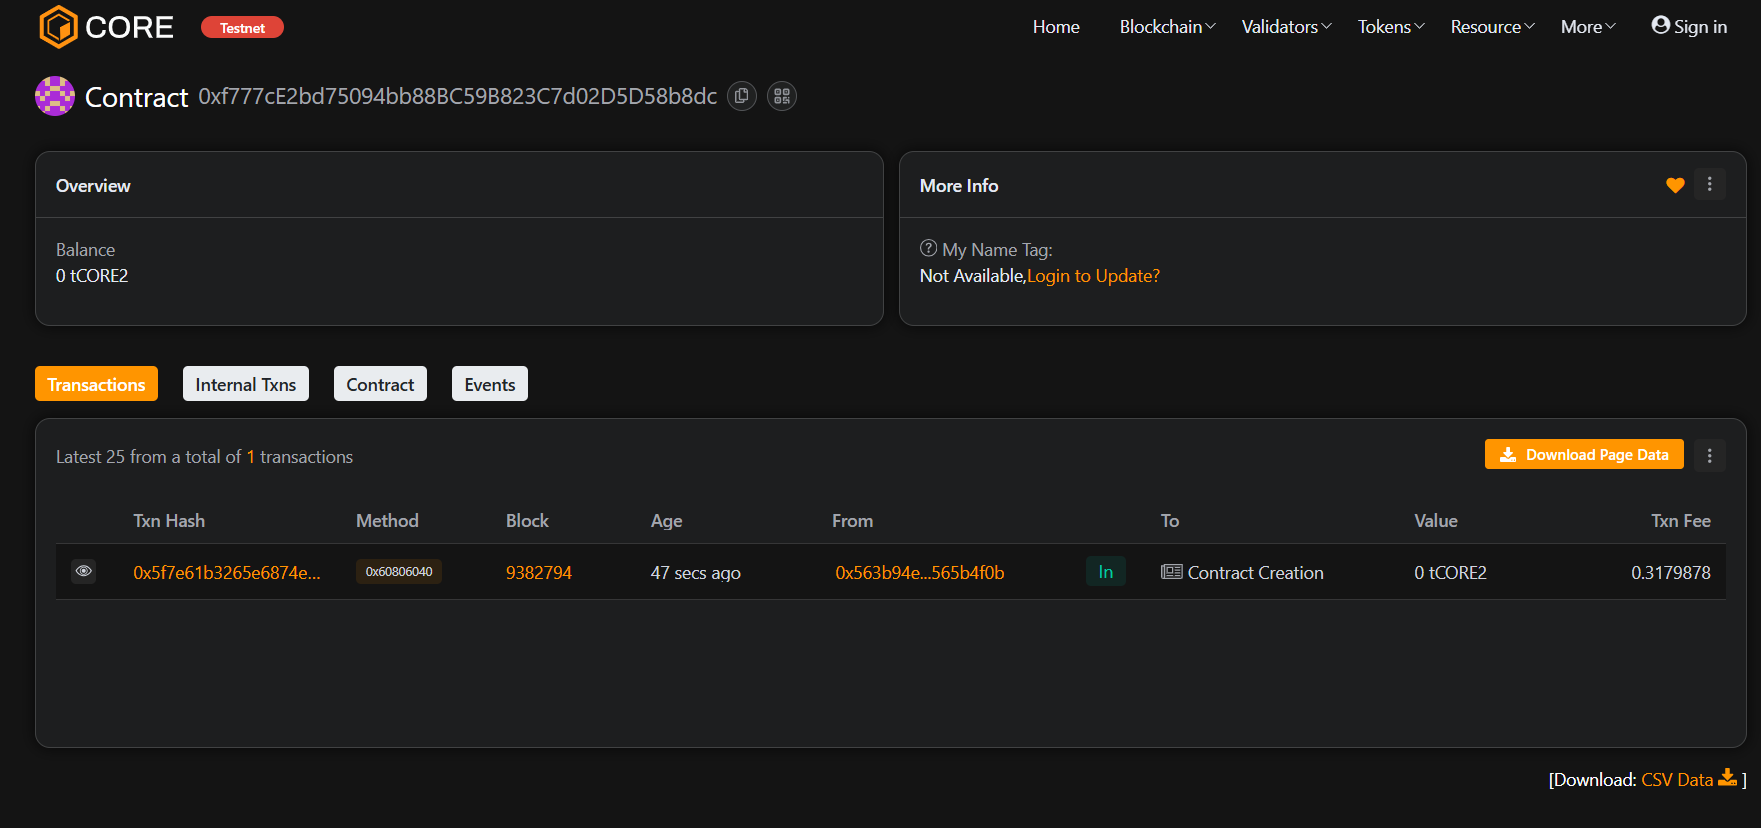 CORE Testnet Home Blockchain Validators Tokens Resource More Sign in
Contract 0xf777cE2bd75094bb88BC59B823C7d02D5D58b8dc
Overview
Balance
0 tCORE2
More Info
My Name Tag:
Not Available,Login to Update?
Transactions Internal Txns Contract Events
Latest 25 from a total of 1 transactions
Download Page Data
Txn Hash Method Block Age From To Value Txn Fee
0x5f7e61b3265e6874e... 0x60806040 9382794 47 secs ago 0x563b94e...565b4f0b In Contract Creation 0 tCORE2 0.3179878
[Download: CSV Data ]